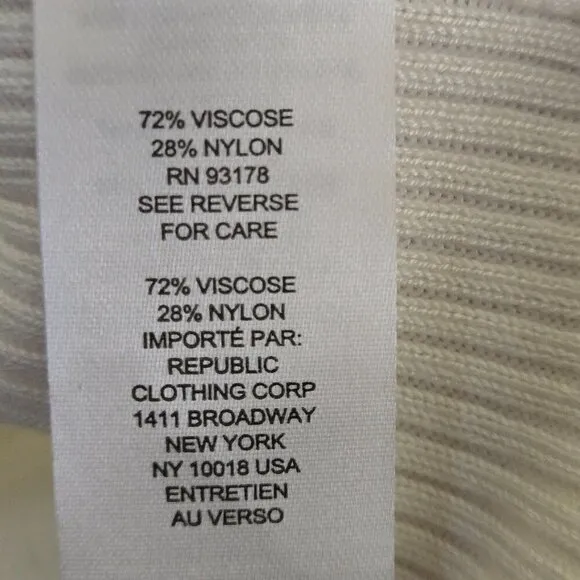 72% VISCOSE
28% NYLON
RN 93178
SEE REVERSE
FOR CARE
72% VISCOSE
28% NYLON
IMPORTÉ PAR:
REPUBLIC
CLOTHING CORP
1411 BROADWAY
NEW YORK
NY 10018 USA
ENTRETIEN
AU VERSO